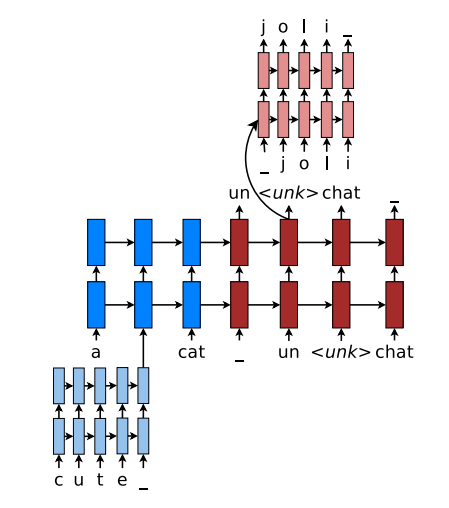 j o l i _
_ j o l i
un <unk> chat _
a cat _ un <unk> chat
c u t e _